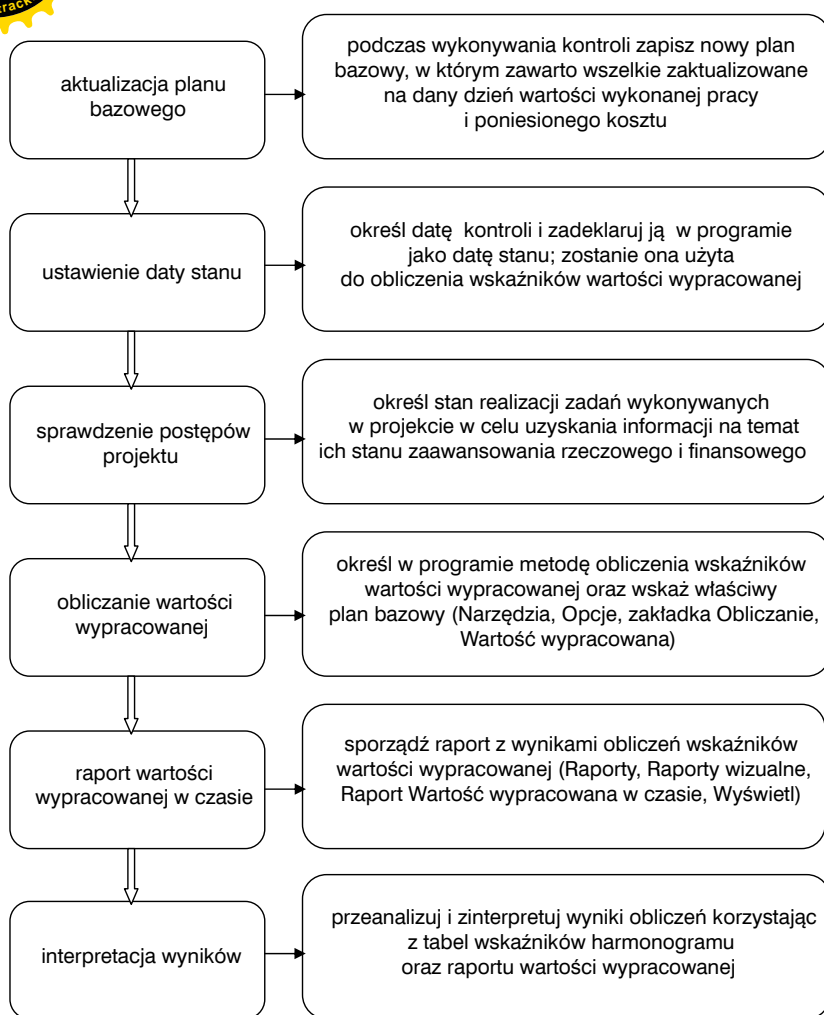 track
aktualizacja planu
bazowego
podczas wykonywania kontroli zapisz nowy plan
bazowy, w którym zawarto wszelkie zaktualizowane
na dany dzień wartości wykonanej pracy
i poniesionego kosztu
ustawienie daty stanu
określ datę kontroli i zadeklaruj ją w programie
jako datę stanu; zostanie ona użyta
do obliczenia wskaźników wartości wypracowanej
sprawdzenie postępów
projektu
określ stan realizacji zadań wykonywanych
w projekcie w celu uzyskania informacji na temat
ich stanu zaawansowania rzeczowego i finansowego
obliczanie wartości
wypracowanej
określ w programie metodę obliczenia wskaźników
wartości wypracowanej oraz wskaż właściwy
plan bazowy (Narzędzia, Opcje, zakładka Obliczanie,
Wartość wypracowana)
raport wartości
wypracowanej w czasie
sporządź raport z wynikami obliczeń wskaźników
wartości wypracowanej (Raporty, Raporty wizualne,
Raport Wartość wypracowana w czasie, Wyświetl)
interpretacja wyników
przeanalizuj i zinterpretuj wyniki obliczeń korzystając
z tabel wskaźników harmonogramu
oraz raportu wartości wypracowanej